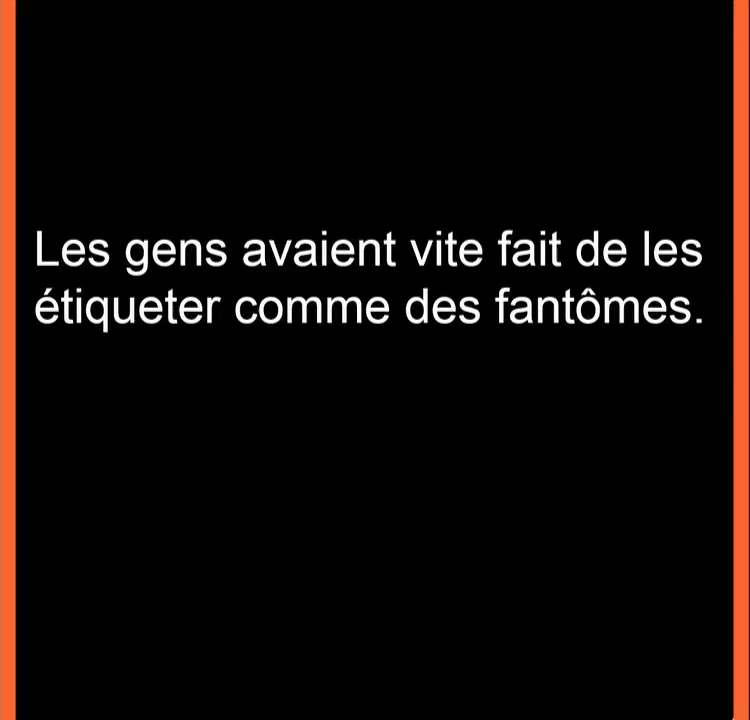 Les gens avaient vite fait de les
étiqueter comme des fantômes.